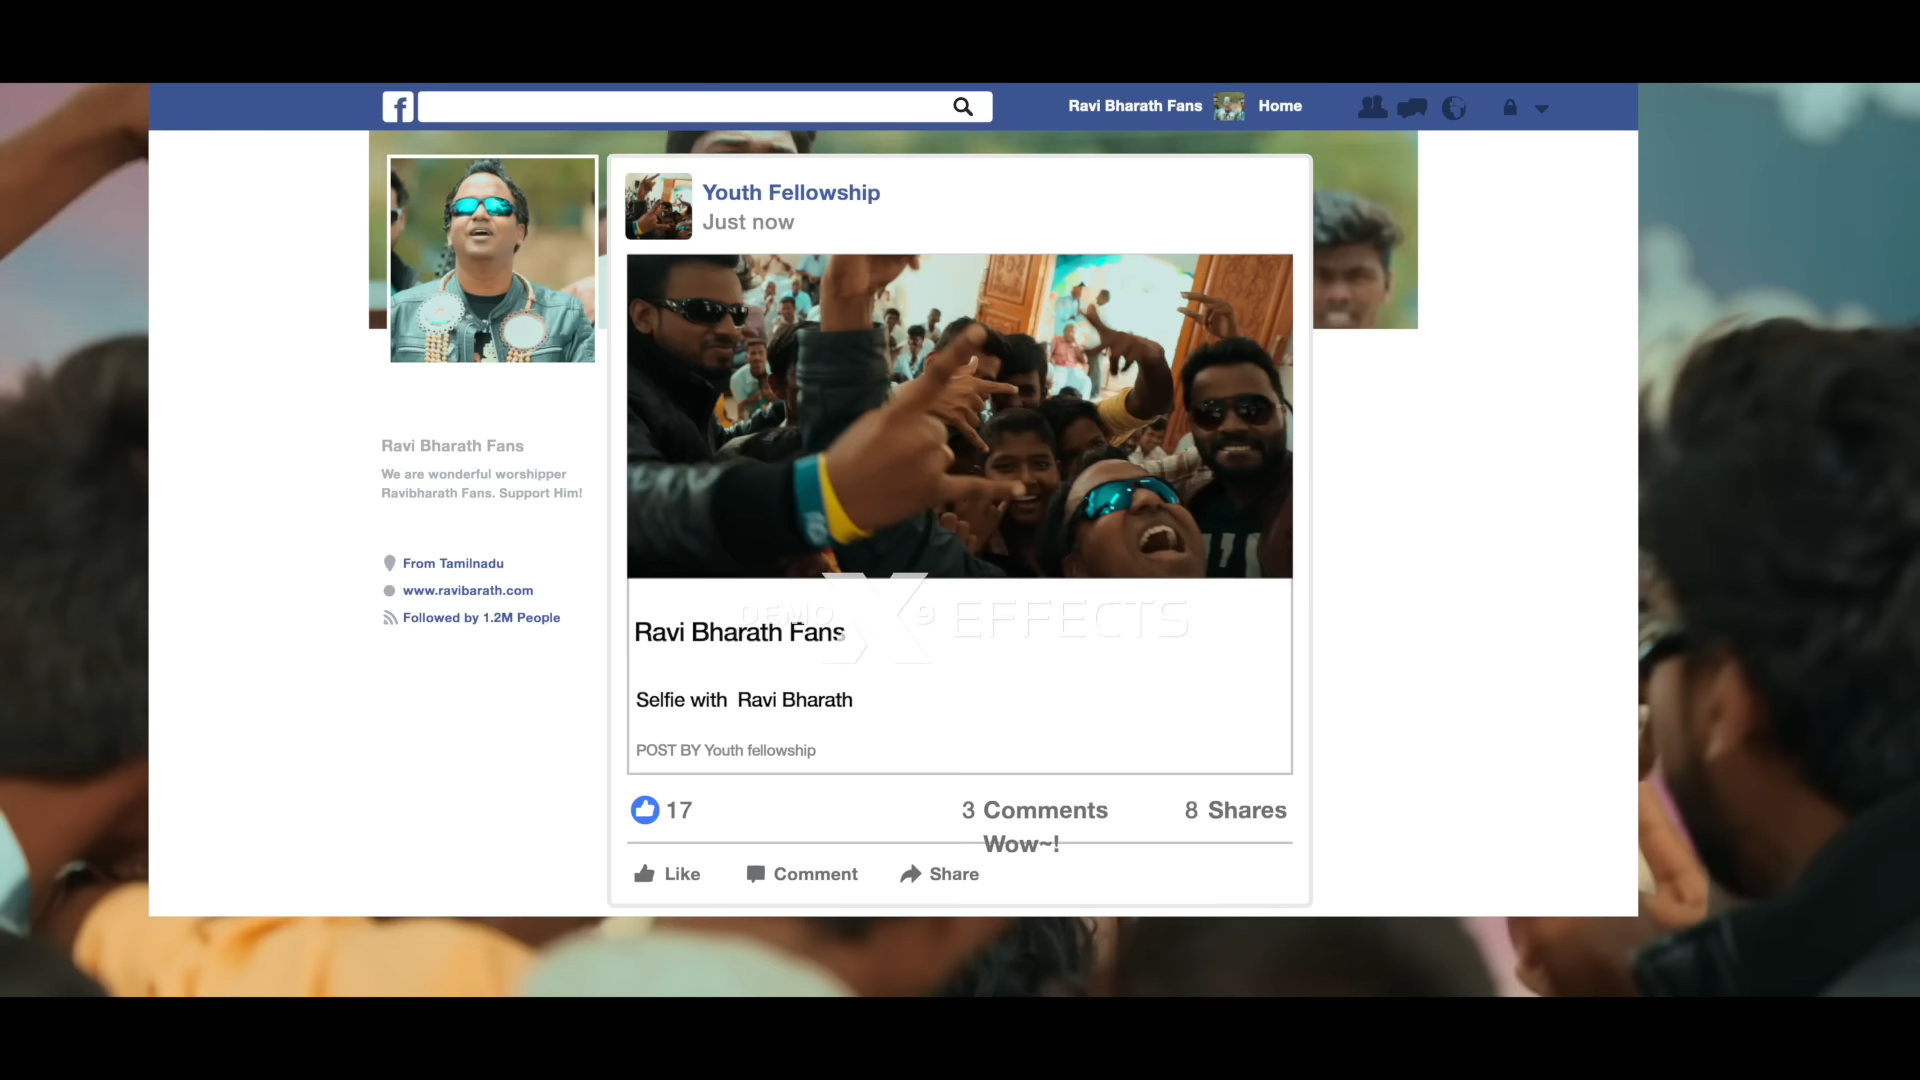 Ravi Bharath Fans Home
Youth Fellowship
Just now
Ravi Bharath Fans
We are wonderful worshipper
Ravibharath Fans. Support Him!
From Tamilnadu
www.ravibarath.com
Followed by 1.2M People
DEMO X9 EFFECTS
Ravi Bharath Fans
Selfie with Ravi Bharath
POST BY Youth fellowship
17 3 Comments 8 Shares
Wow~!
Like Comment Share